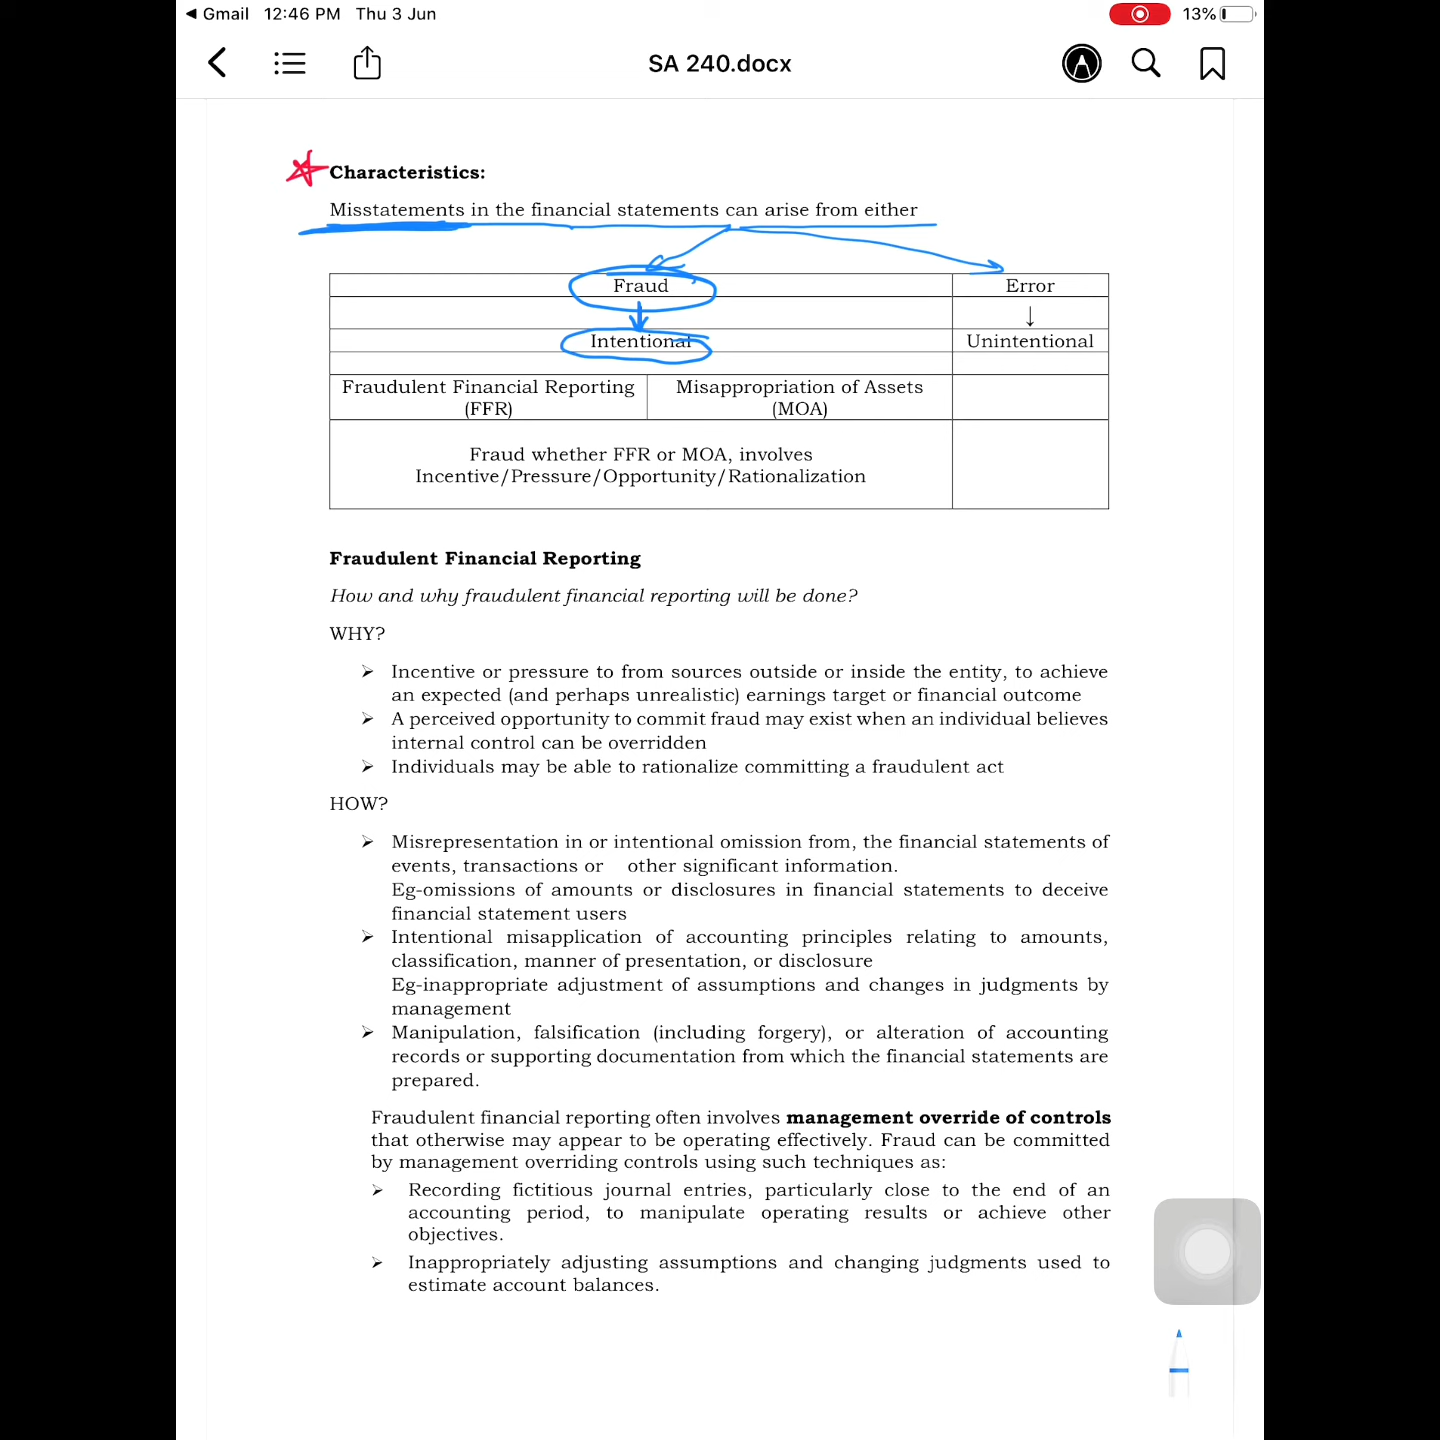 Gmail 12:46 PM Thu 3 Jun 13%
SA 240.docx
Characteristics:
Misstatements in the financial statements can arise from either
Fraud Error
↓
Intentional Unintentional
Fraudulent Financial Reporting Misappropriation of Assets
(FFR) (MOA)
Fraud whether FFR or MOA, involves
Incentive/Pressure/Opportunity/Rationalization
Fraudulent Financial Reporting
How and why fraudulent financial reporting will be done?
WHY?
➢ Incentive or pressure to from sources outside or inside the entity, to achieve
an expected (and perhaps unrealistic) earnings target or financial outcome
➢ A perceived opportunity to commit fraud may exist when an individual believes
internal control can be overridden
➢ Individuals may be able to rationalize committing a fraudulent act
HOW?
➢ Misrepresentation in or intentional omission from, the financial statements of
events, transactions or other significant information.
Eg-omissions of amounts or disclosures in financial statements to deceive
financial statement users
➢ Intentional misapplication of accounting principles relating to amounts,
classification, manner of presentation, or disclosure
Eg-inappropriate adjustment of assumptions and changes in judgments by
management
➢ Manipulation, falsification (including forgery), or alteration of accounting
records or supporting documentation from which the financial statements are
prepared.
Fraudulent financial reporting often involves management override of controls
that otherwise may appear to be operating effectively. Fraud can be committed
by management overriding controls using such techniques as:
➢ Recording fictitious journal entries, particularly close to the end of an
accounting period, to manipulate operating results or achieve other
objectives.
➢ Inappropriately adjusting assumptions and changing judgments used to
estimate account balances.